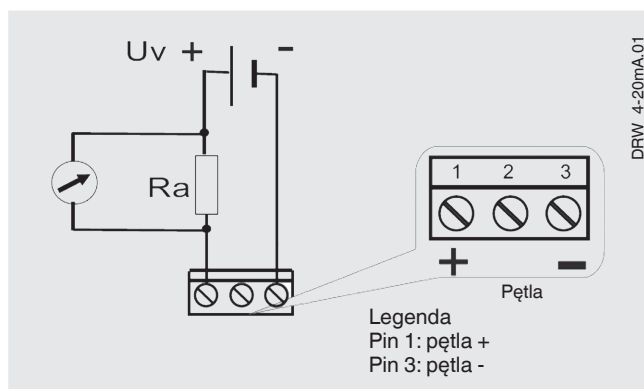 Uv + -
DRW 4-20mA.01
Ra
1 2 3
+ -
Pętla
Legenda
Pin 1: pętla +
Pin 3: pętla -